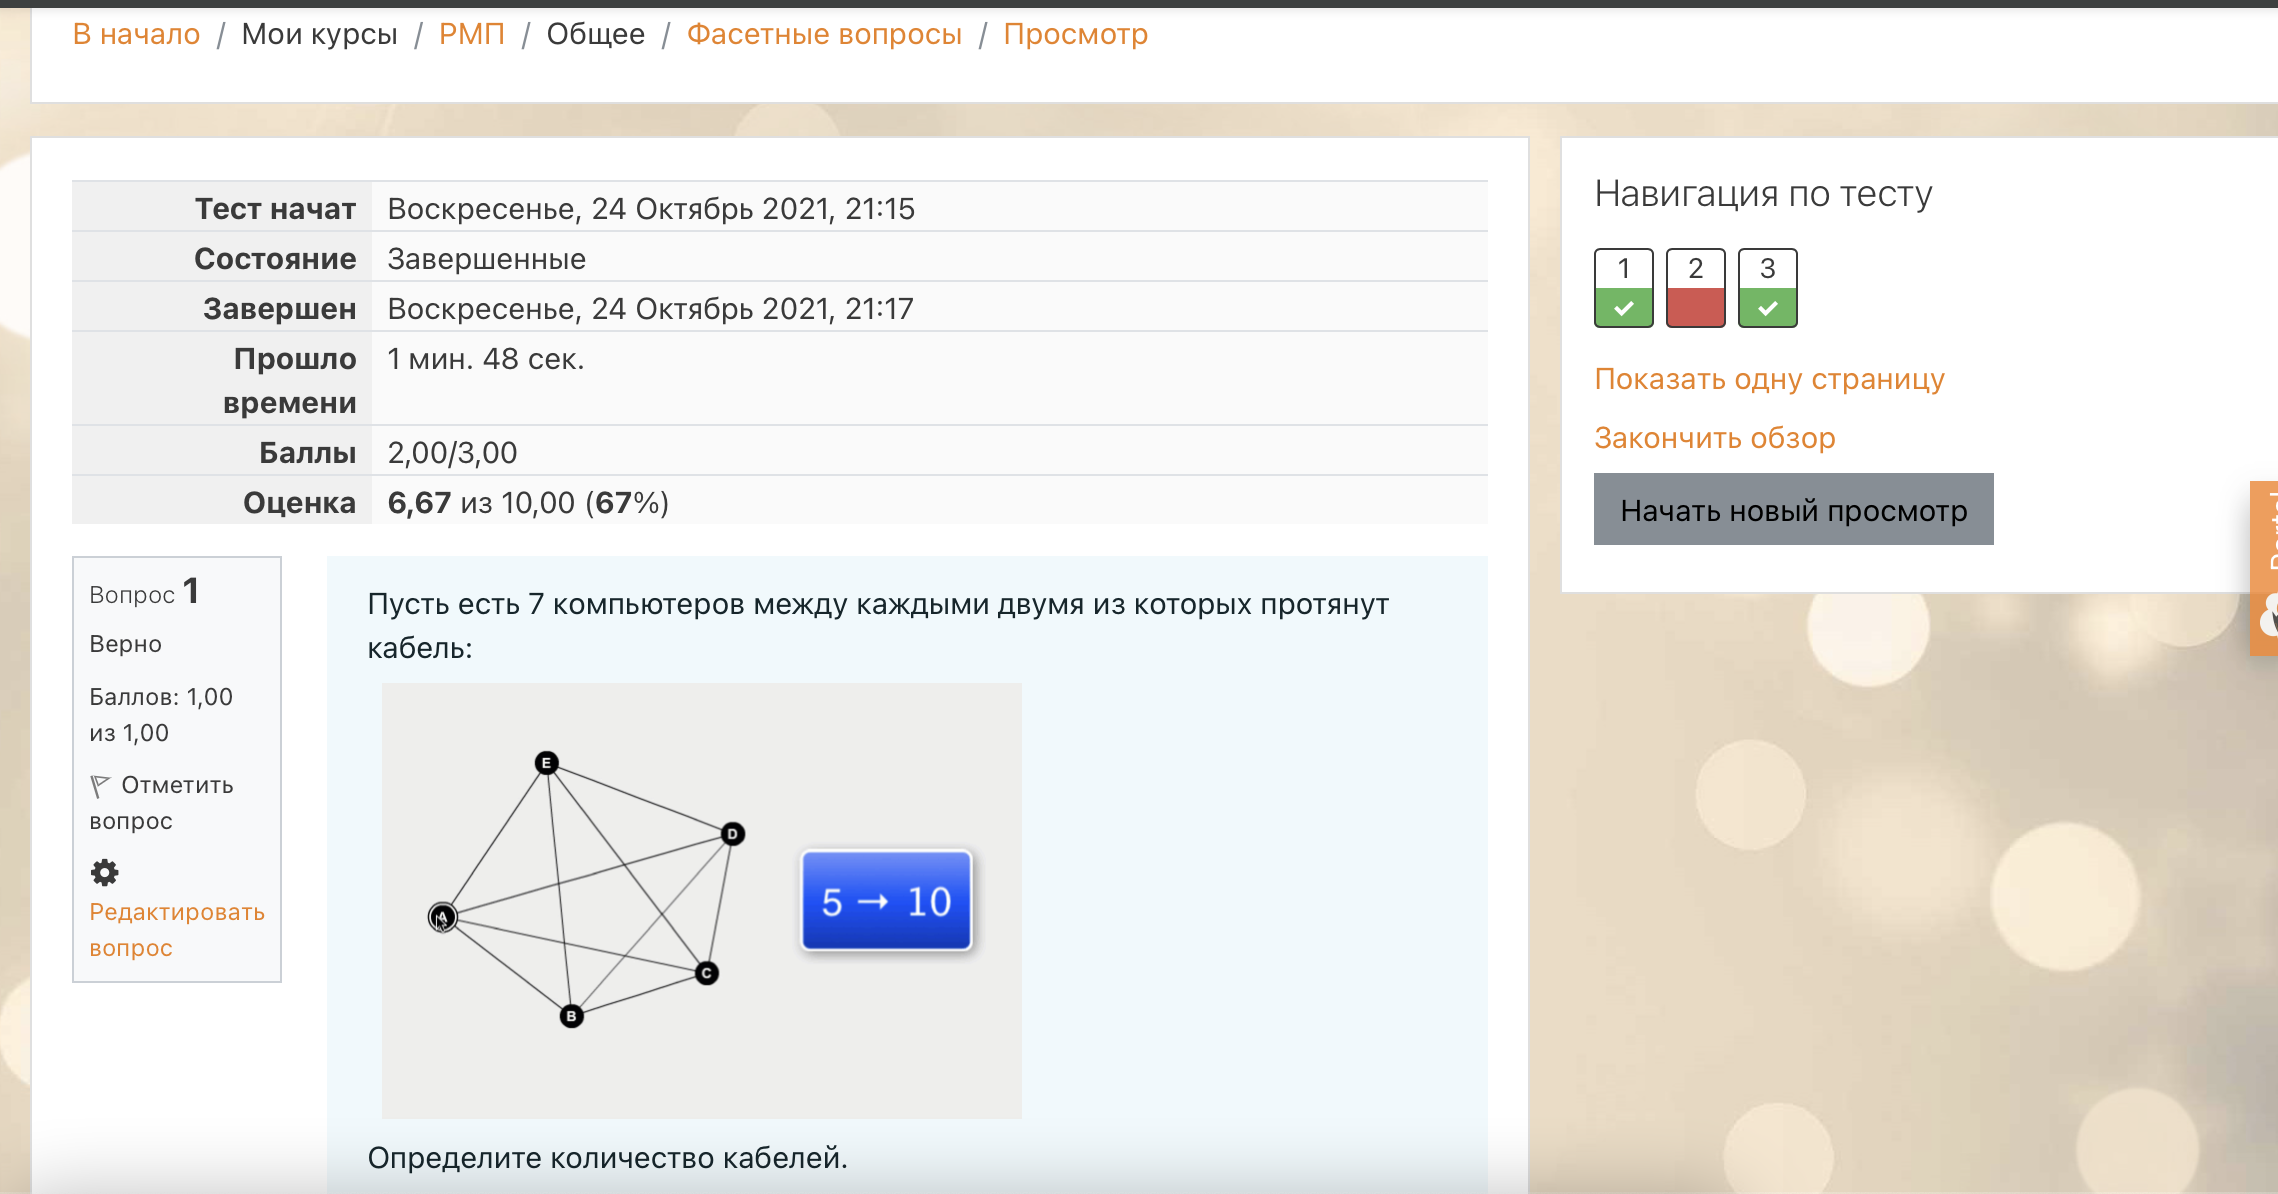 В начало / Мои курсы / РМП / Общее / Фасетные вопросы / Просмотр
Тест начат Воскресенье, 24 Октябрь 2021, 21:15
Состояние Завершенные
Завершен Воскресенье, 24 Октябрь 2021, 21:17
Прошло 1 мин. 48 сек.
времени
Баллы 2,00/3,00
Оценка 6,67 из 10,00 (67%)
Вопрос 1
Верно
Баллов: 1,00
из 1,00
Отметить
вопрос
Редактировать
вопрос
Пусть есть 7 компьютеров между каждыми двумя из которых протянут
кабель:
E
D
A
C
B
5 → 10
Определите количество кабелей.
Навигация по тесту
1 2 3
Показать одну страницу
Закончить обзор
Начать новый просмотр